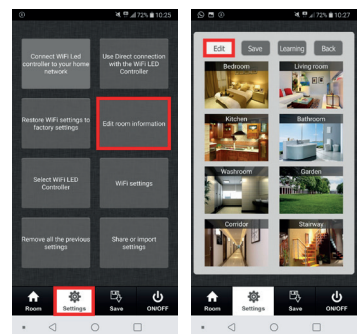 72% 10:25
Connect WiFi Led
controller to your home
network
Use Direct connection
with the WiFi LED
Controller
Restore WiFi settings to
factory settings
Edit room information
Select WiFi LED
Controller
WiFi settings
Remove all the previous
settings
Share or import
settings
Room Settings Save ON/OFF
72% 10:27
Edit Save Learning Back
Bedroom Living room
Kitchen Bathroom
Washroom Garden
Corridor Stairway
Room Settings Save ON/OFF